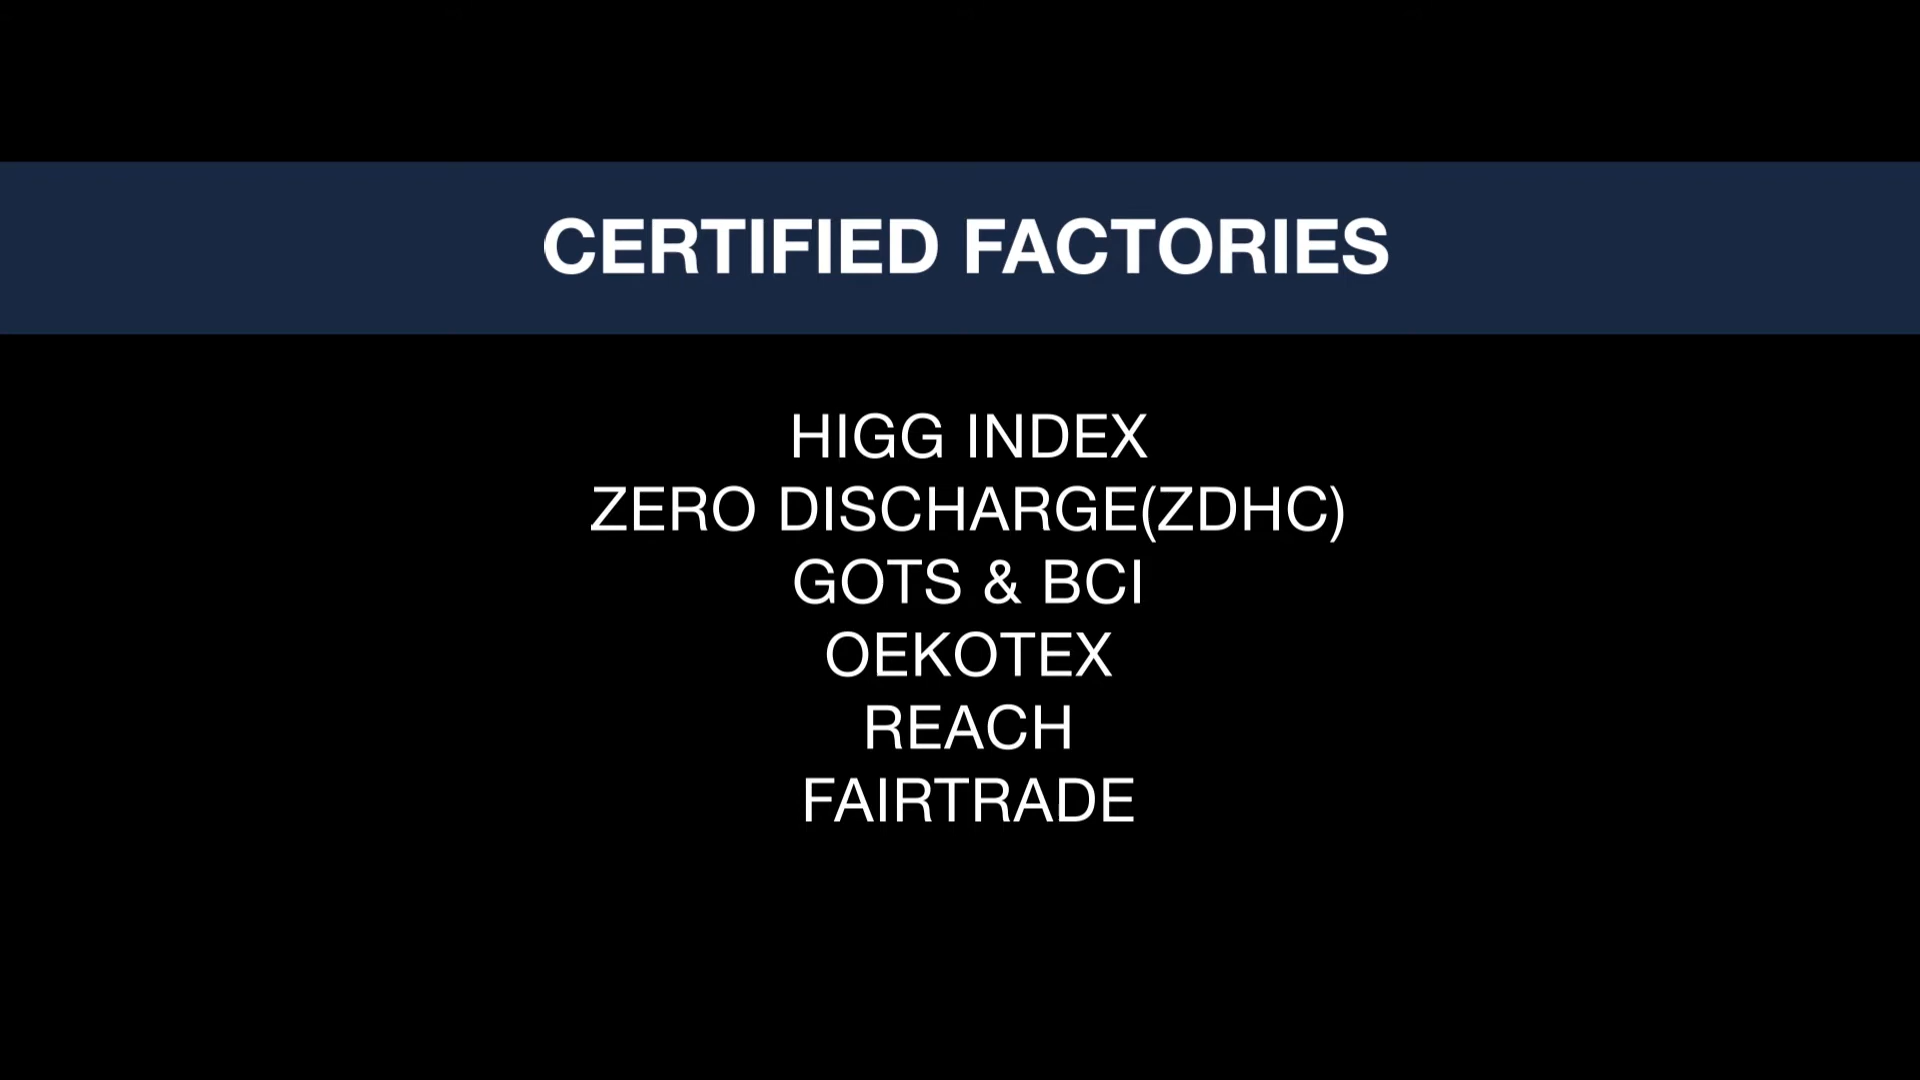 CERTIFIED FACTORIES
HIGG INDEX
ZERO DISCHARGE(ZDHC)
GOTS & BCI
OEKOTEX
REACH
FAIRTRADE